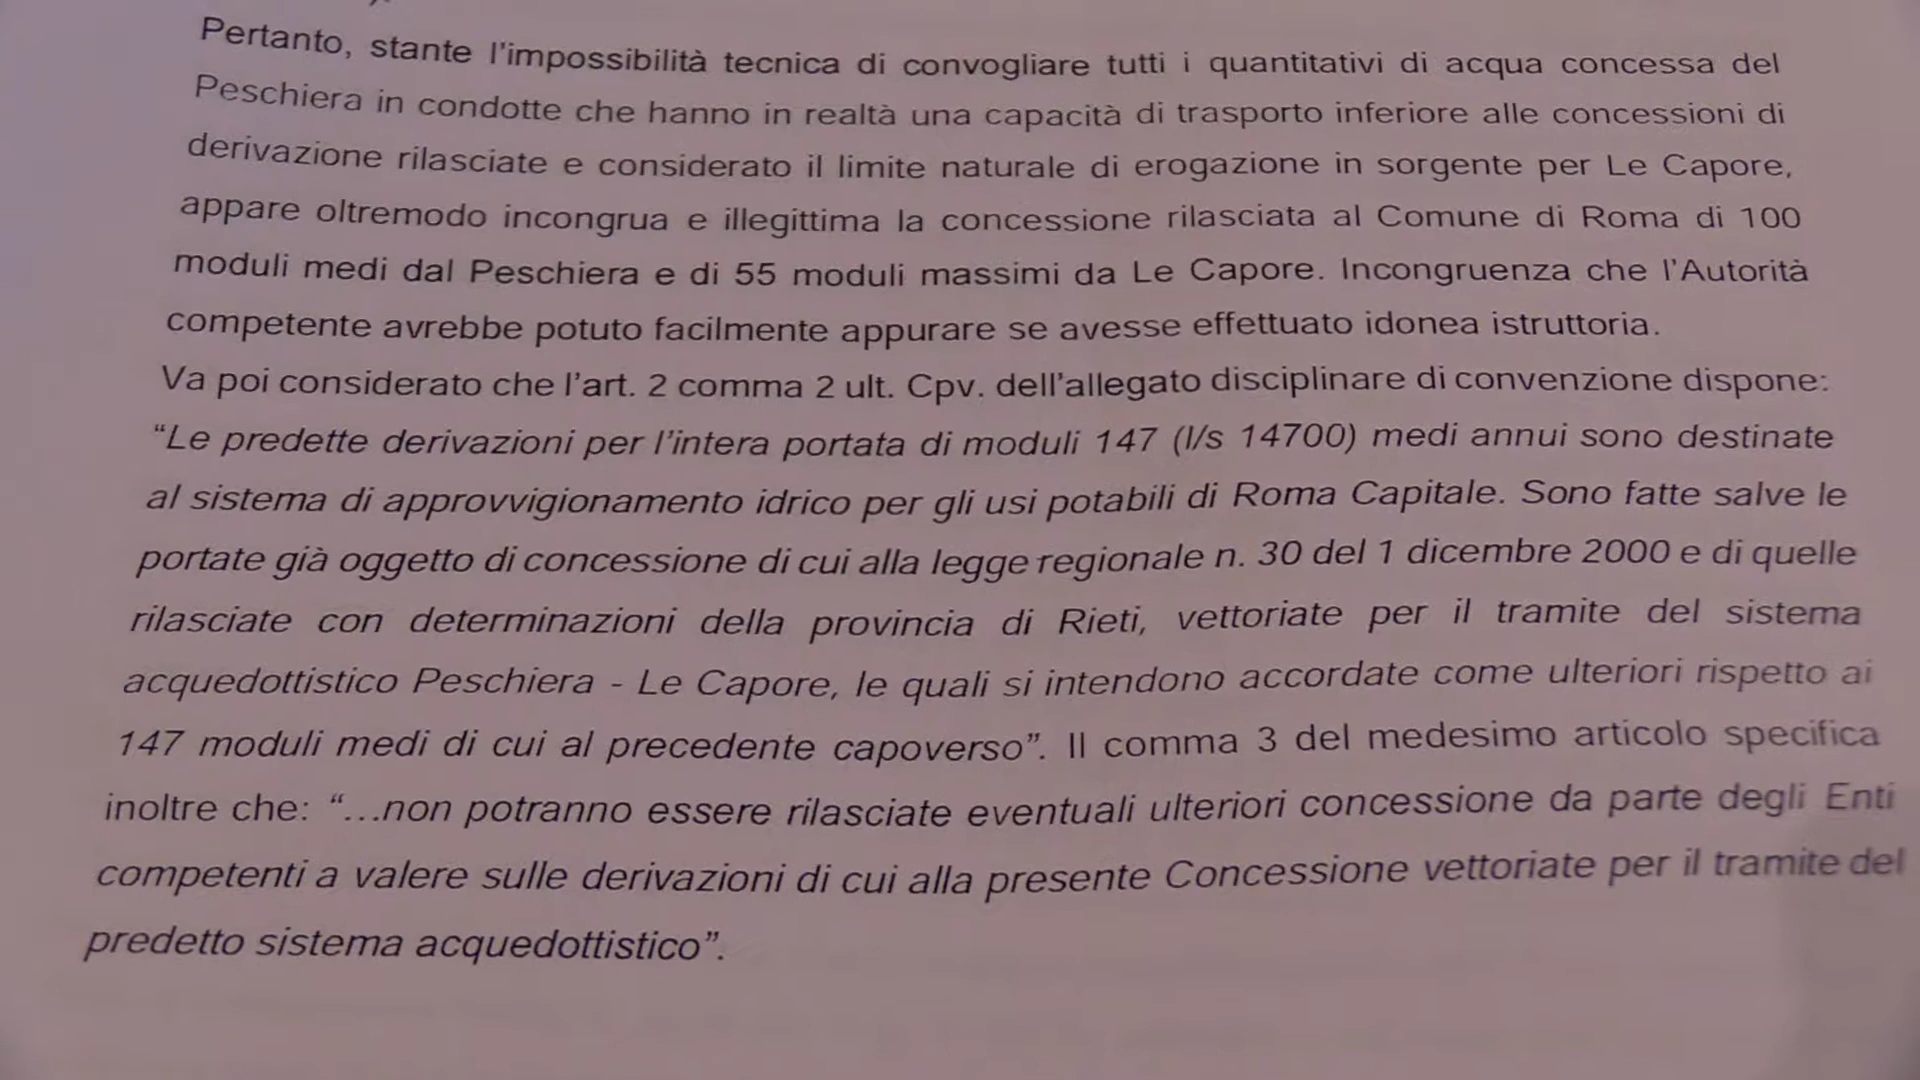 Pertanto, stante l'impossibilità tecnica di convogliare tutti i quantitativi di acqua concessa del
Peschiera in condotte che hanno in realtà una capacità di trasporto inferiore alle concessioni di
derivazione rilasciate e considerato il limite naturale di erogazione in sorgente per Le Capore,
appare oltremodo incongrua e illegittima la concessione rilasciata al Comune di Roma di 100
moduli medi dal Peschiera e di 55 moduli massimi da Le Capore. Incongruenza che l'Autorità
competente avrebbe potuto facilmente appurare se avesse effettuato idonea istruttoria.
Va poi considerato che l'art. 2 comma 2 ult. Cpv. dell'allegato disciplinare di convenzione dispone:
“Le predette derivazioni per l'intera portata di moduli 147 (l/s 14700) medi annui sono destinate
al sistema di approvvigionamento idrico per gli usi potabili di Roma Capitale. Sono fatte salve le
portate già oggetto di concessione di cui alla legge regionale n. 30 del 1 dicembre 2000 e di quelle
rilasciate con determinazioni della provincia di Rieti, vettoriate per il tramite del sistema
acquedottistico Peschiera - Le Capore, le quali si intendono accordate come ulteriori rispetto ai
147 moduli medi di cui al precedente capoverso”. Il comma 3 del medesimo articolo specifica
inoltre che: “…non potranno essere rilasciate eventuali ulteriori concessione da parte degli Enti
competenti a valere sulle derivazioni di cui alla presente Concessione vettoriate per il tramite del
predetto sistema acquedottistico”.